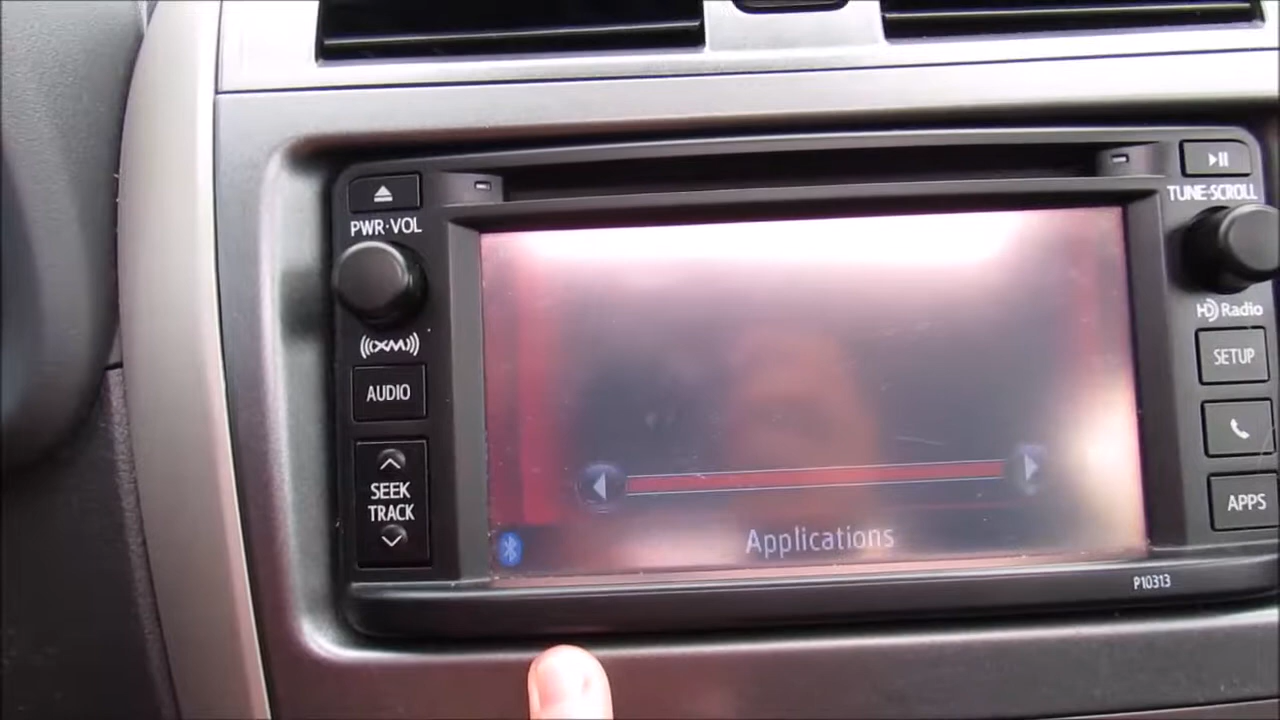 PWR·VOL
((XM))
AUDIO
SEEK
TRACK
Applications
TUNE·SCROLL
HD Radio
SETUP
APPS
P10313